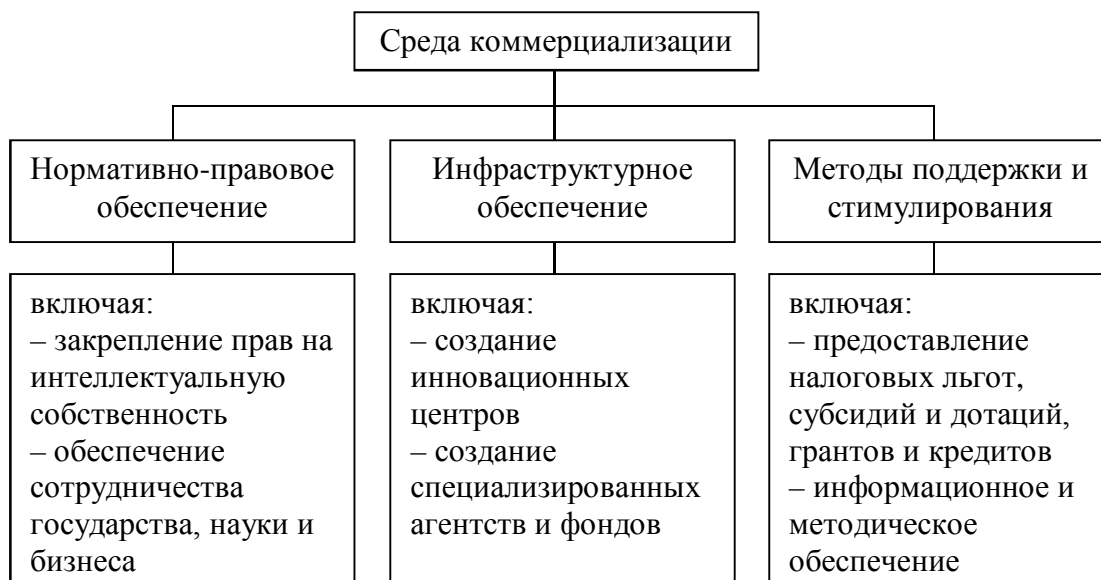 Среда коммерциализации
Нормативно-правовое
обеспечение
Инфраструктурное
обеспечение
Методы поддержки и
стимулирования
включая:
– закрепление прав на
интеллектуальную
собственность
– обеспечение
сотрудничества
государства, науки и
бизнеса
включая:
– создание
инновационных
центров
– создание
специализированных
агентств и фондов
включая:
– предоставление
налоговых льгот,
субсидий и дотаций,
грантов и кредитов
– информационное и
методическое
обеспечение